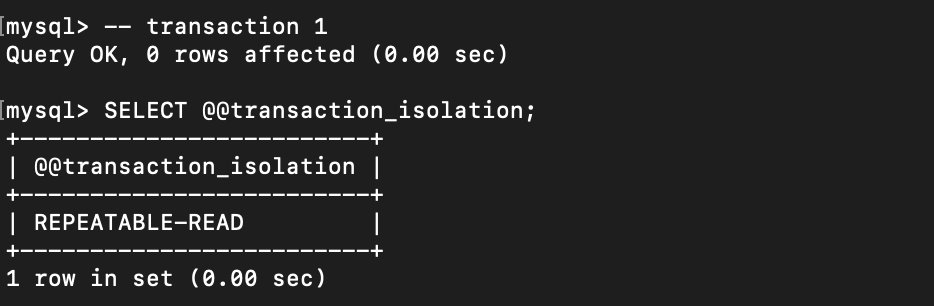 mysql> -- transaction 1
Query OK, 0 rows affected (0.00 sec)
mysql> SELECT @@transaction_isolation;
+-------------------------+
| @@transaction_isolation |
+-------------------------+
| REPEATABLE-READ         |
+-------------------------+
1 row in set (0.00 sec)